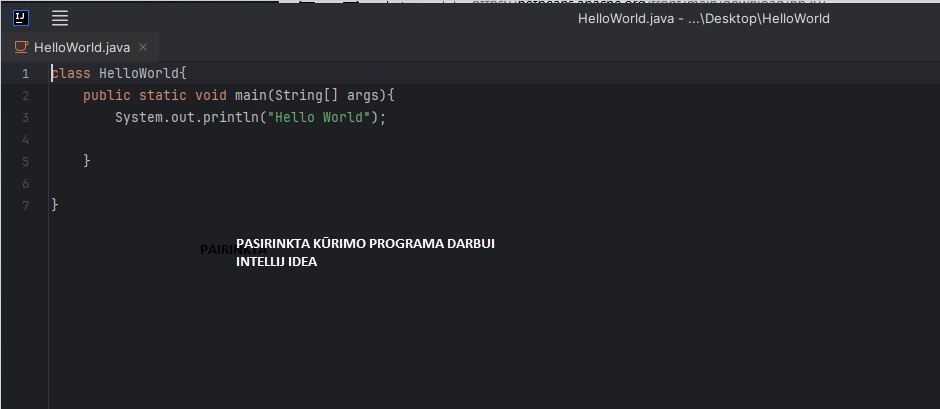 HelloWorld.java - ...\Desktop\HelloWorld
HelloWorld.java
1 class HelloWorld{
2 public static void main(String[] args){
3 System.out.println("Hello World");
4
5 }
6
7 }
PAIRINKTA
PASIRINKTA KŪRIMO PROGRAMA DARBUI
INTELLIJ IDEA